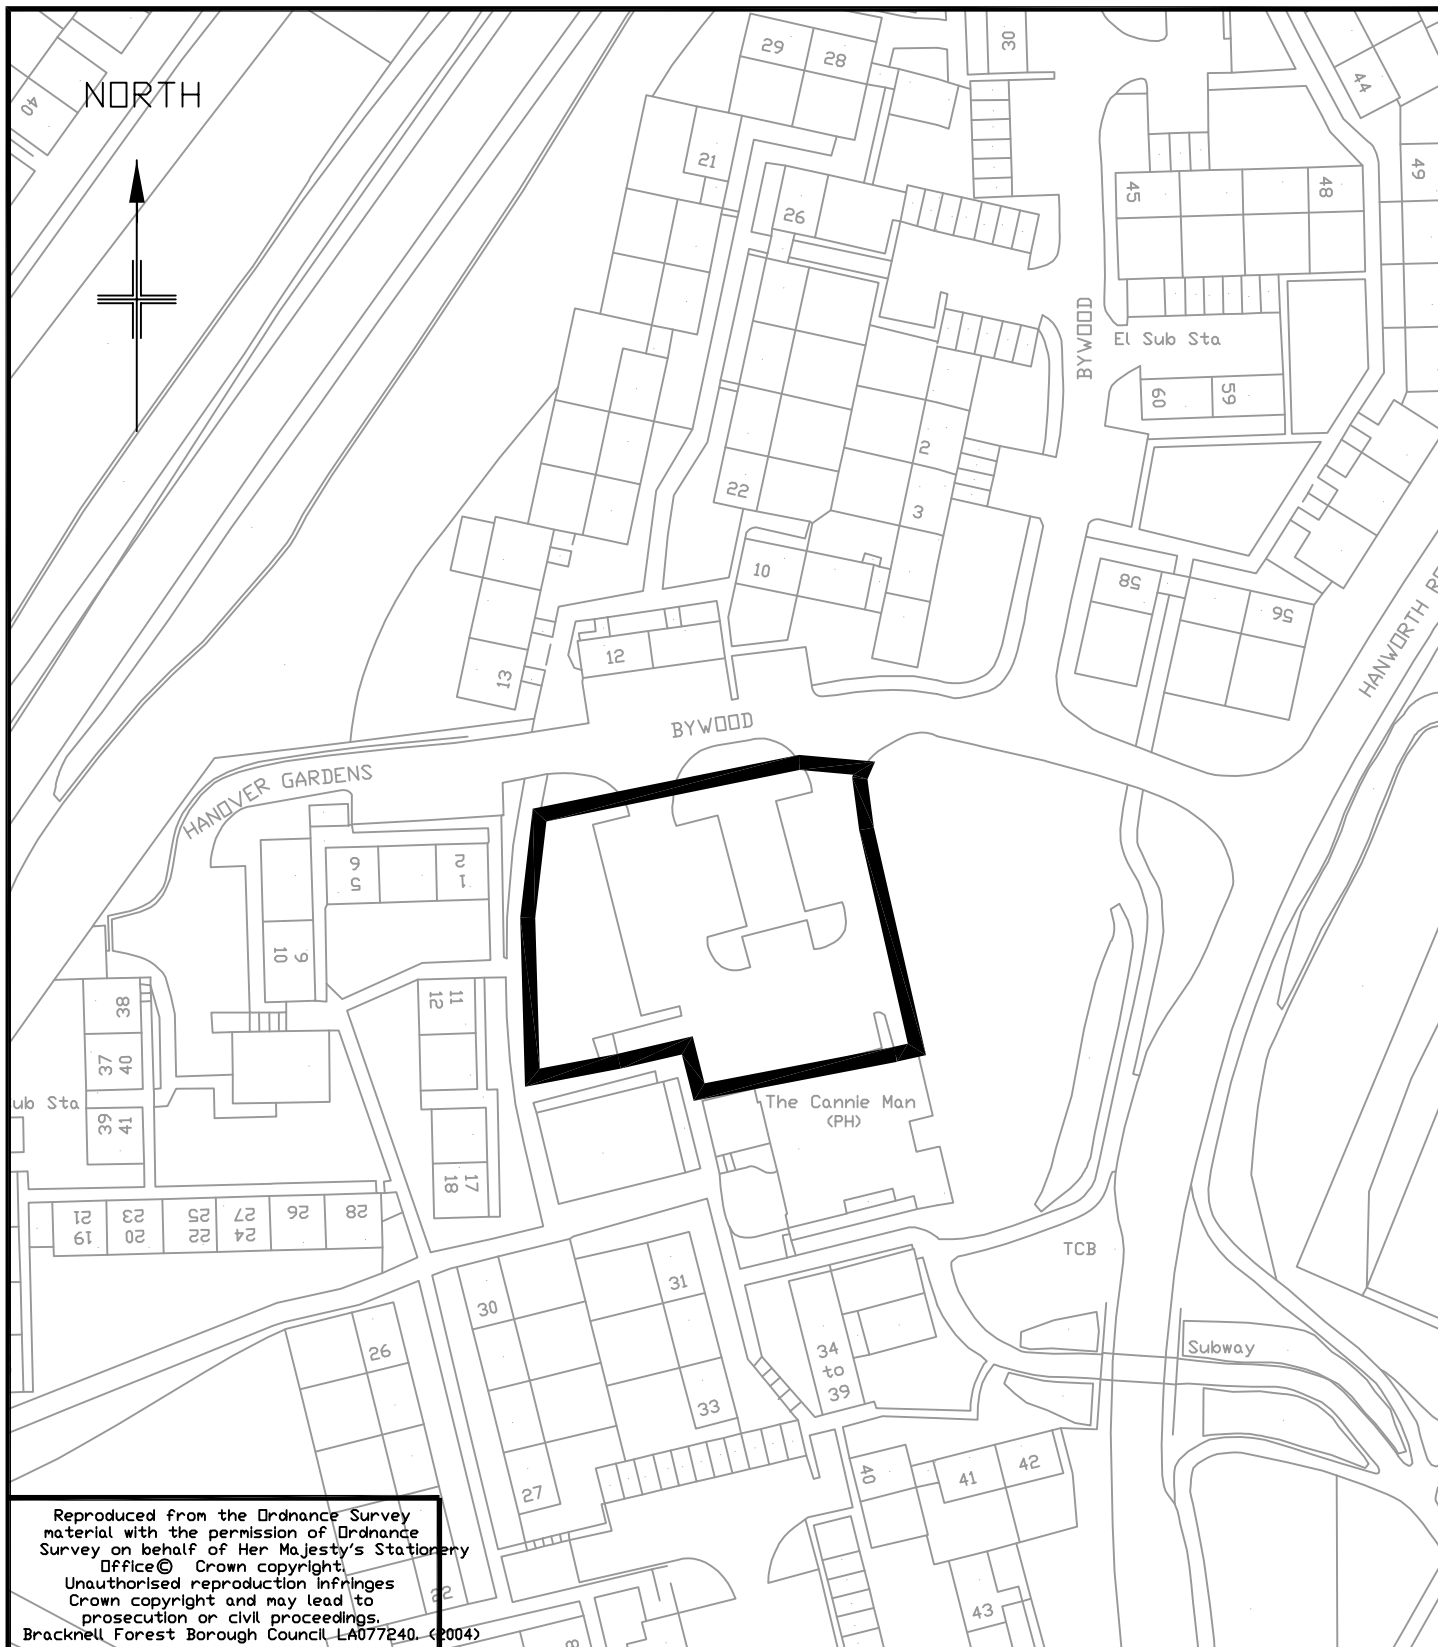 29
28
30
40
NORTH
44
21
49
45
48
26
BYWOOD
El Sub Sta
60
59
2
22
3
10
58
56
12
13
HANWORTH
BYWOOD
HANOVER GARDENS
6
5
2
1
10
9
38
12
11
37
40
ub Sta
39
41
The Cannie Man
(PH)
18
17
21
19
23
20
25
22
27
24
26
28
TCB
31
30
26
34
to
39
Subway
33
40
41
42
27
22
43
Reproduced from the Ordnance Survey
material with the permission of Ordnance
Survey on behalf of Her Majesty's Stationery
Office© Crown copyright.
Unauthorised reproduction infringes
Crown copyright and may lead to
prosecution or civil proceedings.
Bracknell Forest Borough Council LA077240. (2004)